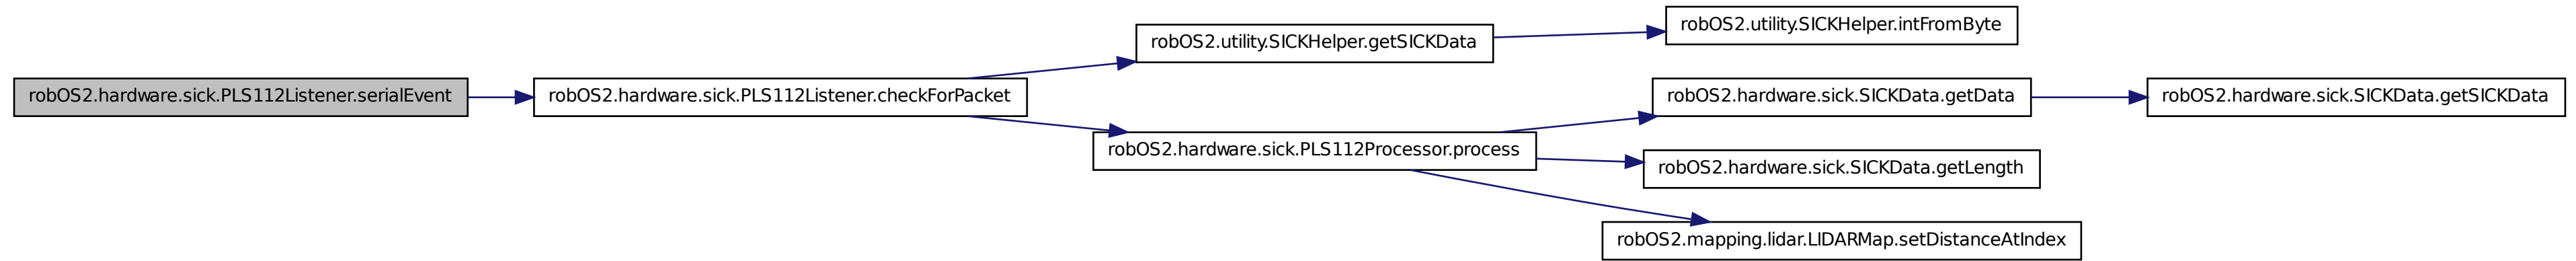 robOS2.hardware.sick.PLS112Listener.serialEvent
robOS2.hardware.sick.PLS112Listener.checkForPacket
robOS2.utility.SICKHelper.getSICKData
robOS2.utility.SICKHelper.intFromByte
robOS2.hardware.sick.PLS112Processor.process
robOS2.hardware.sick.SICKData.getData
robOS2.hardware.sick.SICKData.getSICKData
robOS2.hardware.sick.SICKData.getLength
robOS2.mapping.lidar.LIDARMap.setDistanceAtIndex